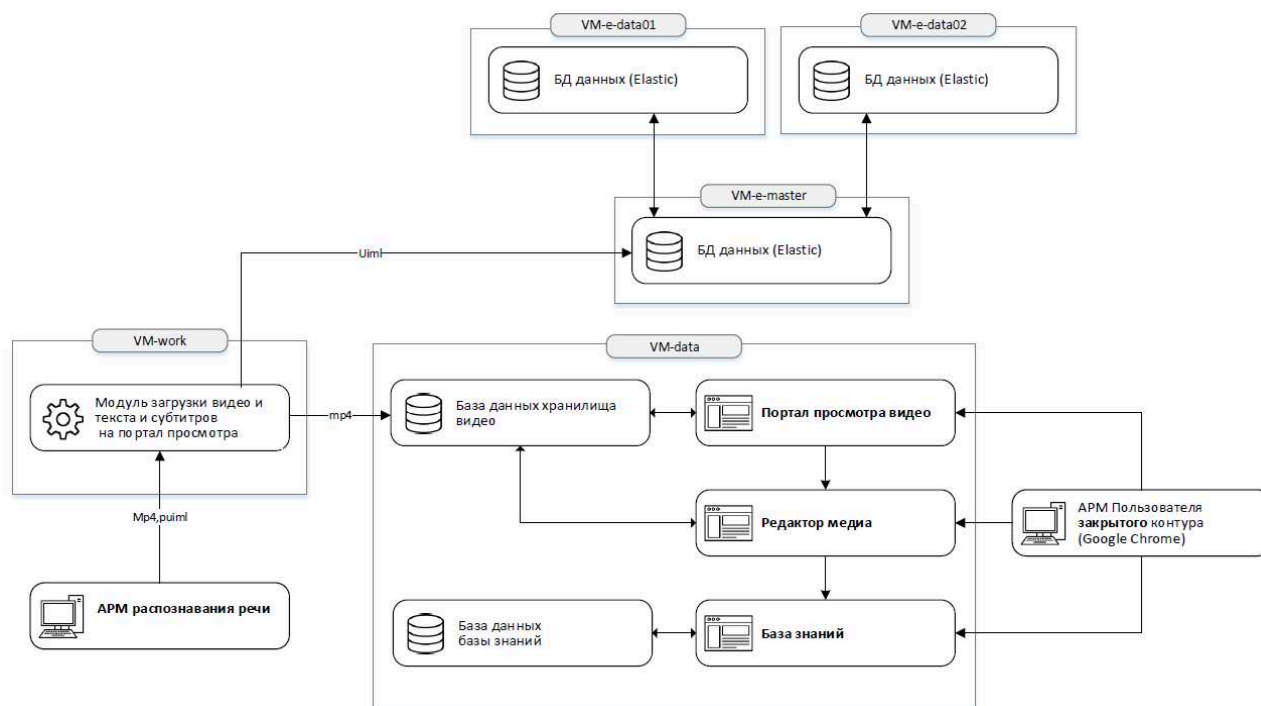 VM-e-data01
VM-e-data02
БД данных (Elastic)
БД данных (Elastic)
VM-e-master
БД данных (Elastic)
Uiml
VM-work
VM-data
Модуль загрузки видео и
текста и субтитров
на портал просмотра
mp4
База данных хранилища
видео
Портал просмотра видео
Mp4,puiml
Редактор медиа
АРМ Пользователя
закрытого контура
(Google Chrome)
АРМ распознавания речи
База данных
базы знаний
База знаний